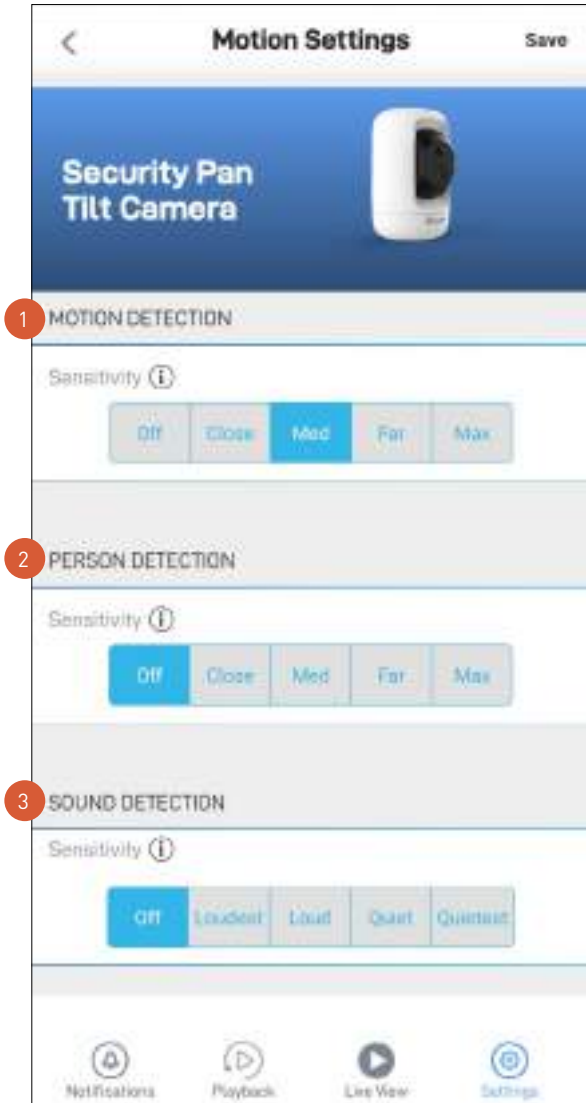 Motion Settings Save
Security Pan
Tilt Camera
1 MOTION DETECTION
Sensitivity
Off Close Med Far Max
2 PERSON DETECTION
Sensitivity
Off Close Med Far Max
3 SOUND DETECTION
Sensitivity
Off Loudest Loud Quiet Quietest
Notifications Playback Live View Settings